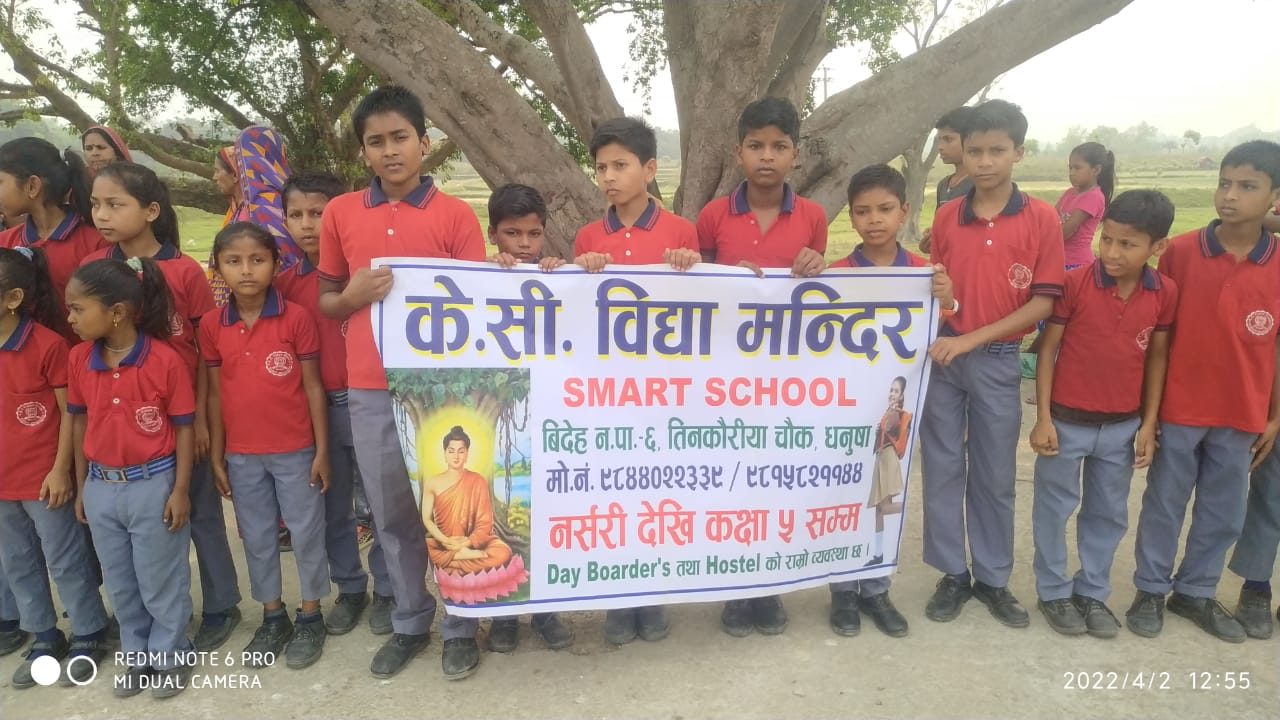 के.सी. विद्या मन्दिर
SMART SCHOOL
बिदेह न.पा.-६, तिनकौरीया चौक, धनुषा
मो.नं. ९८४४०२२३३९ / ९८१५८२११४४
नर्सरी देखि कक्षा ५ सम्म
Day Boarder's तथा Hostel को राम्रो व्यवस्था छ ।
REDMI NOTE 6 PRO
MI DUAL CAMERA
2022/4/2 12:55